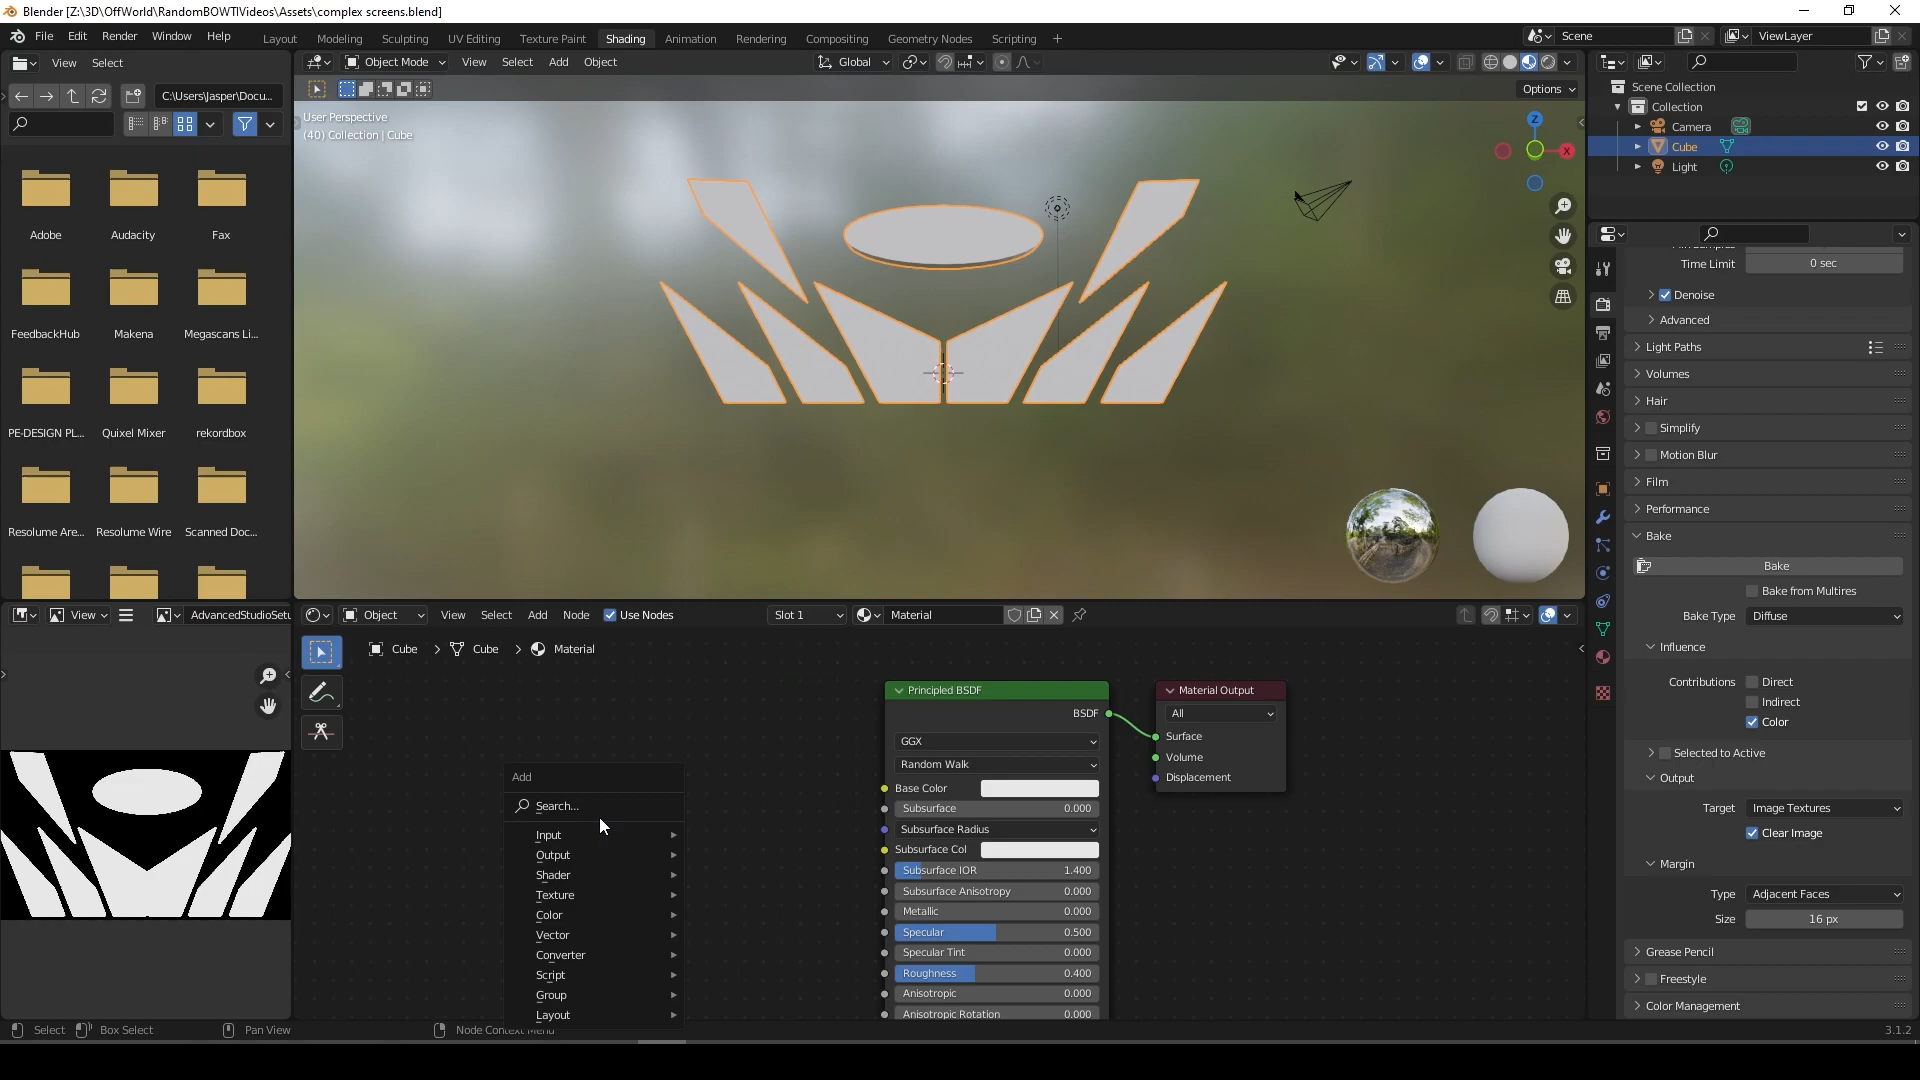 Blender [Z:\3D\OffWorld\RandomBOWTIVideos\Assets\complex screens.blend]
File Edit Render Window Help
Layout Modeling Sculpting UV Editing Texture Paint Shading Animation Rendering Compositing Geometry Nodes Scripting +
Scene
ViewLayer
View Select
Object Mode View Select Add Object
Global
C:\Users\Jasper\Docu...
Options
User Perspective
(40) Collection | Cube
Z
X
Adobe Audacity Fax
FeedbackHub Makena Megascans Li...
PE-DESIGN PL... Quixel Mixer rekordbox
Resolume Are... Resolume Wire Scanned Doc...
Scene Collection
Collection
Camera
Cube
Light
Time Limit 0 sec
Denoise
Advanced
Light Paths
Volumes
Hair
Simplify
Motion Blur
Film
Performance
Bake
Bake
Bake from Multires
Bake Type Diffuse
Influence
Contributions Direct
Indirect
Color
Selected to Active
Output
Target Image Textures
Clear Image
Margin
Type Adjacent Faces
Size 16 px
Grease Pencil
Freestyle
Color Management
View AdvancedStudioSetu
Object View Select Add Node Use Nodes Slot 1 Material
Cube > Cube > Material
Add
Search...
Input
Output
Shader
Texture
Color
Vector
Converter
Script
Group
Layout
Principled BSDF
BSDF
GGX
Random Walk
Base Color
Subsurface 0.000
Subsurface Radius
Subsurface Col
Subsurface IOR 1.400
Subsurface Anisotropy 0.000
Metallic 0.000
Specular 0.500
Specular Tint 0.000
Roughness 0.400
Anisotropic 0.000
Anisotropic Rotation 0.000
Material Output
All
Surface
Volume
Displacement
Select Box Select Pan View Node Context Menu
3.1.2